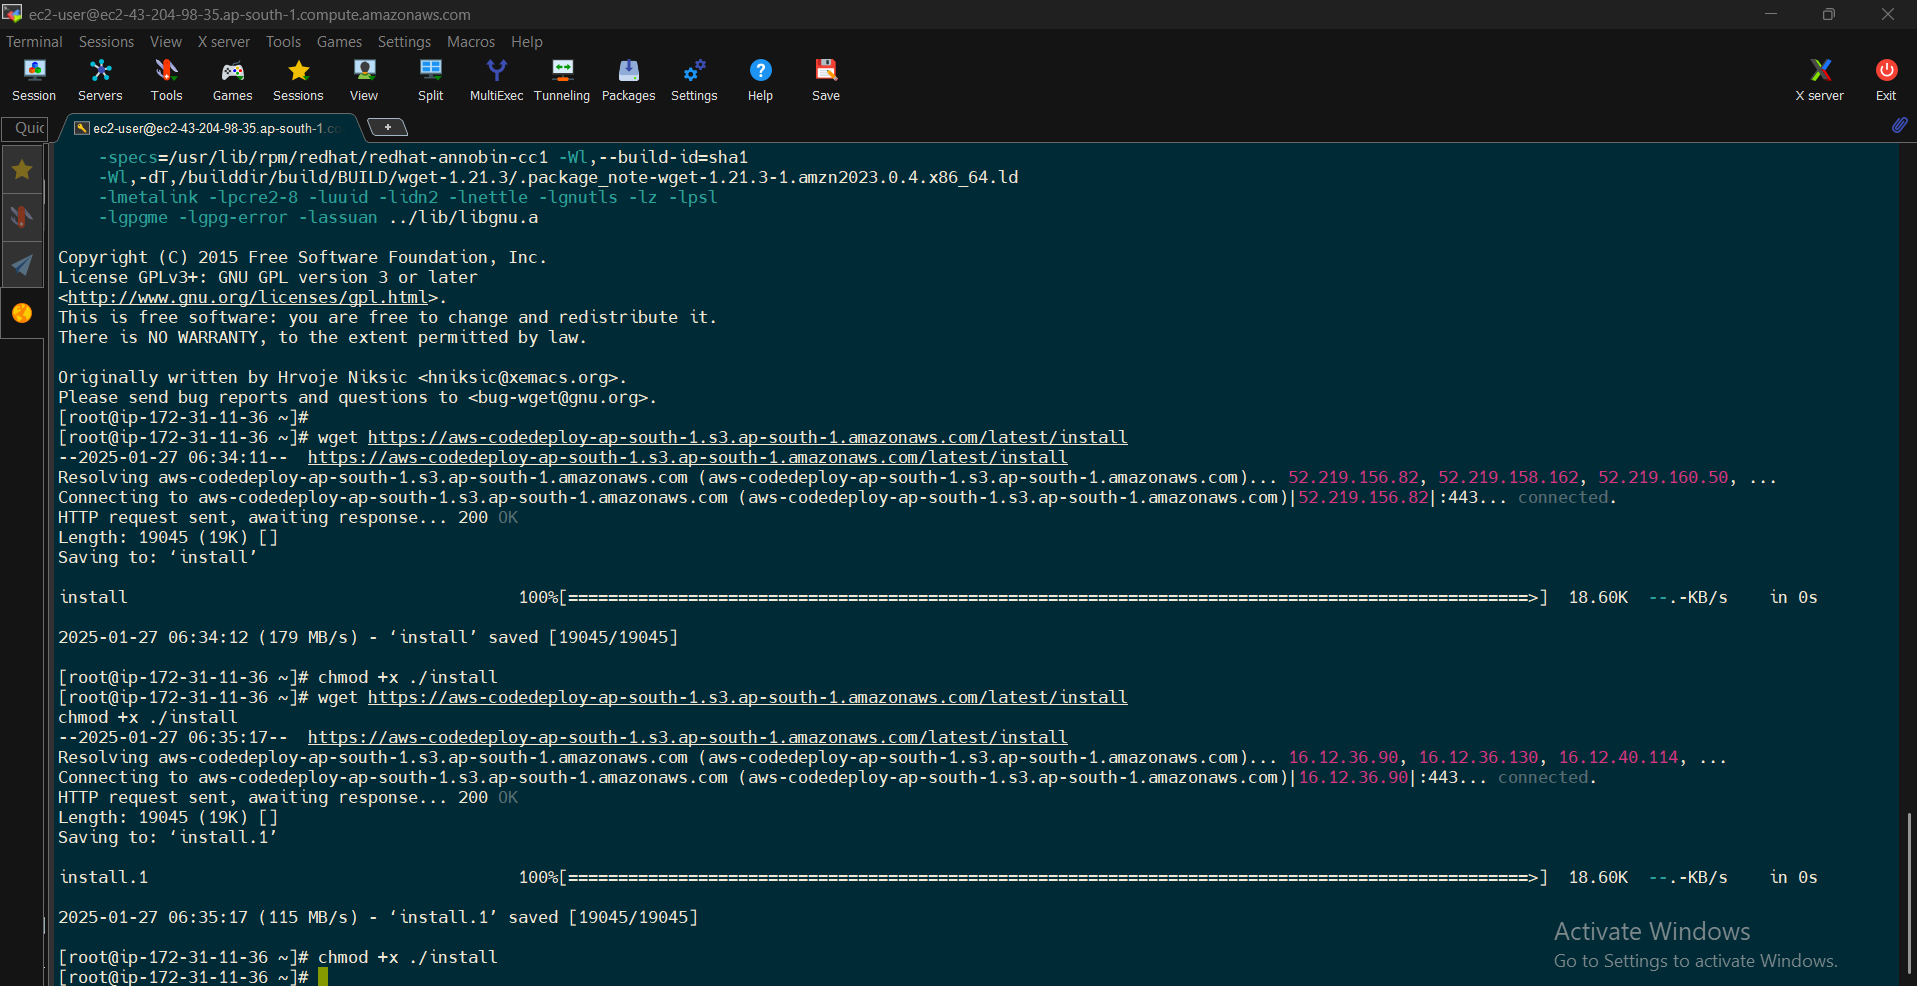 ec2-user@ec2-43-204-98-35.ap-south-1.compute.amazonaws.com
Terminal Sessions View X server Tools Games Settings Macros Help
Session Servers Tools Games Sessions View Split MultiExec Tunneling Packages Settings Help Save X server Exit
Quic ec2-user@ec2-43-204-98-35.ap-south-1.co +
-specs=/usr/lib/rpm/redhat/redhat-annobin-cc1 -Wl,--build-id=sha1
-Wl,-dT,/builddir/build/BUILD/wget-1.21.3/.package_note-wget-1.21.3-1.amzn2023.0.4.x86_64.ld
-lmetalink -lpcre2-8 -luuid -lidn2 -lnettle -lgnutls -lz -lpsl
-lgpgme -lgpg-error -lassuan ../lib/libgnu.a
Copyright (C) 2015 Free Software Foundation, Inc.
License GPLv3+: GNU GPL version 3 or later
<http://www.gnu.org/licenses/gpl.html>.
This is free software: you are free to change and redistribute it.
There is NO WARRANTY, to the extent permitted by law.
Originally written by Hrvoje Niksic <hniksic@xemacs.org>.
Please send bug reports and questions to <bug-wget@gnu.org>.
[root@ip-172-31-11-36 ~]#
[root@ip-172-31-11-36 ~]# wget https://aws-codedeploy-ap-south-1.s3.ap-south-1.amazonaws.com/latest/install
--2025-01-27 06:34:11--  https://aws-codedeploy-ap-south-1.s3.ap-south-1.amazonaws.com/latest/install
Resolving aws-codedeploy-ap-south-1.s3.ap-south-1.amazonaws.com (aws-codedeploy-ap-south-1.s3.ap-south-1.amazonaws.com)... 52.219.156.82, 52.219.158.162, 52.219.160.50, ...
Connecting to aws-codedeploy-ap-south-1.s3.ap-south-1.amazonaws.com (aws-codedeploy-ap-south-1.s3.ap-south-1.amazonaws.com)|52.219.156.82|:443... connected.
HTTP request sent, awaiting response... 200 OK
Length: 19045 (19K) []
Saving to: ‘install’
install 100%[================================================================================================>] 18.60K --.-KB/s in 0s
2025-01-27 06:34:12 (179 MB/s) - ‘install’ saved [19045/19045]
[root@ip-172-31-11-36 ~]# chmod +x ./install
[root@ip-172-31-11-36 ~]# wget https://aws-codedeploy-ap-south-1.s3.ap-south-1.amazonaws.com/latest/install
chmod +x ./install
--2025-01-27 06:35:17--  https://aws-codedeploy-ap-south-1.s3.ap-south-1.amazonaws.com/latest/install
Resolving aws-codedeploy-ap-south-1.s3.ap-south-1.amazonaws.com (aws-codedeploy-ap-south-1.s3.ap-south-1.amazonaws.com)... 16.12.36.90, 16.12.36.130, 16.12.40.114, ...
Connecting to aws-codedeploy-ap-south-1.s3.ap-south-1.amazonaws.com (aws-codedeploy-ap-south-1.s3.ap-south-1.amazonaws.com)|16.12.36.90|:443... connected.
HTTP request sent, awaiting response... 200 OK
Length: 19045 (19K) []
Saving to: ‘install.1’
install.1 100%[================================================================================================>] 18.60K --.-KB/s in 0s
2025-01-27 06:35:17 (115 MB/s) - ‘install.1’ saved [19045/19045]
[root@ip-172-31-11-36 ~]# chmod +x ./install
[root@ip-172-31-11-36 ~]#
Activate Windows
Go to Settings to activate Windows.